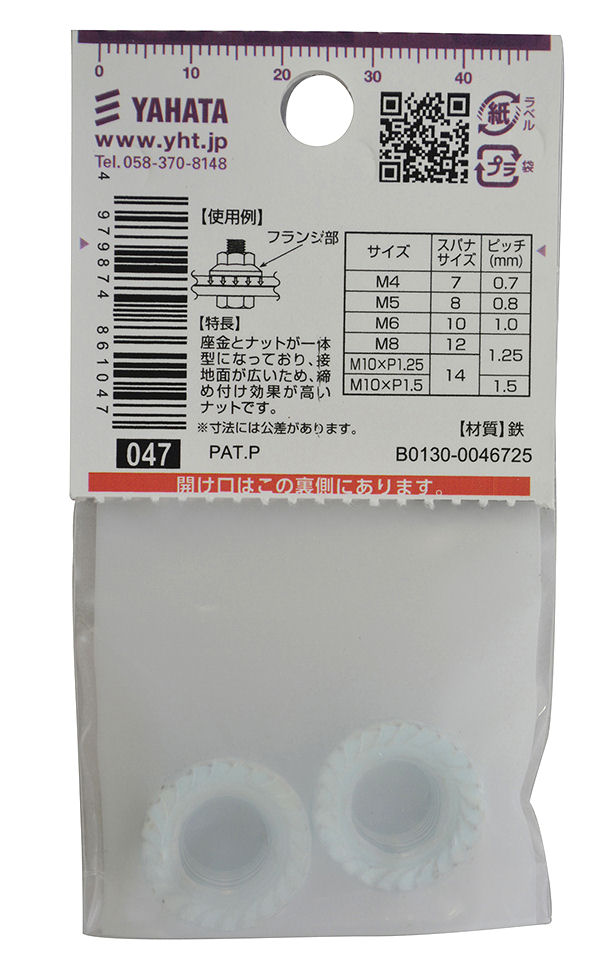 0 10 20 30 40
YAHATA
www.yht.jp
Tel.058-370-8148
紙 ラベル
プラ 袋
4 979874 861047
【使用例】
フランジ部
【特長】
座金とナットが一体
型になっており、接
地面が広いため、締
め付け効果が高い
ナットです。
※寸法には公差があります。
サイズ スパナサイズ ピッチ(mm)
M4 7 0.7
M5 8 0.8
M6 10 1.0
M8 12 1.25
M10×P1.25 14
M10×P1.5 1.5
【材質】鉄
047 PAT.P B0130-0046725
開け口はこの裏側にあります。